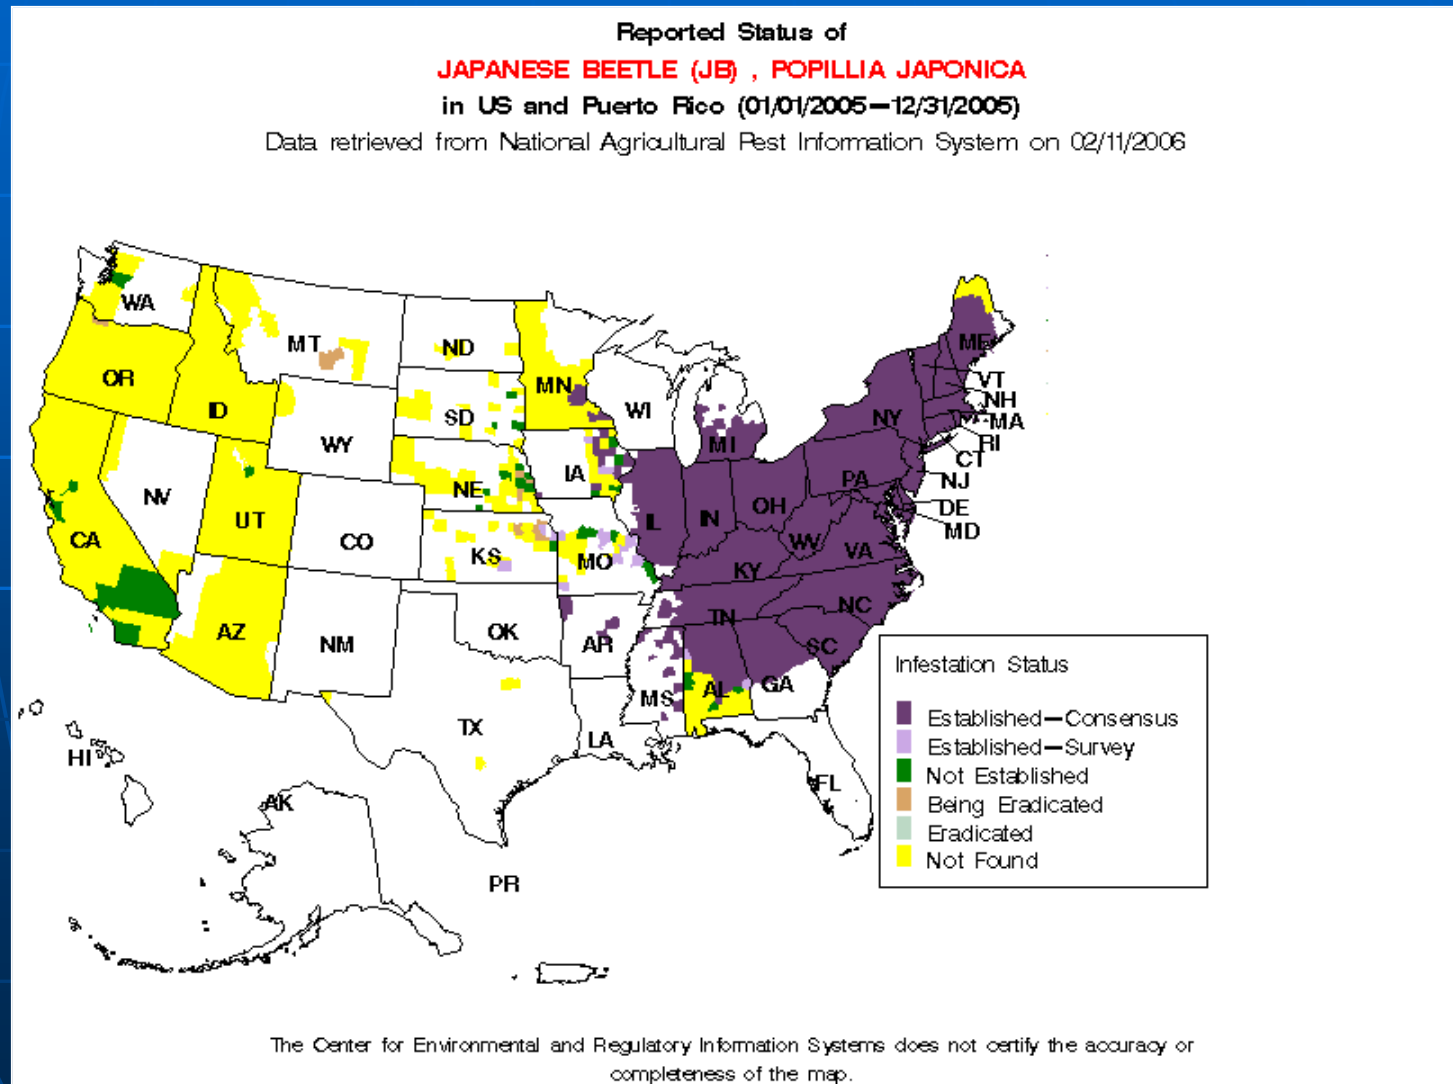 Reported Status of
JAPANESE BEETLE (JB) , POPILLIA JAPONICA
in US and Puerto Rico (01/01/2005—12/31/2005)
Data retrieved from National Agricultural Pest Information System on 02/11/2006
WA
MT
ND
MN
ME
VT
NH
MA
RI
CT
NJ
DE
MD
OR
ID
SD
WI
NY
WY
MI
PA
IA
NE
NV
UT
CO
CA
IL
IN
OH
WV
VA
KS
MO
KY
AZ
NM
OK
AR
TN
NC
SC
MS
AL
GA
TX
LA
FL
HI
AK
PR
Infestation Status
Established—Consensus
Established—Survey
Not Established
Being Eradicated
Eradicated
Not Found
The Center for Environmental and Regulatory Information Systems does not certify the accuracy or
completeness of the map.